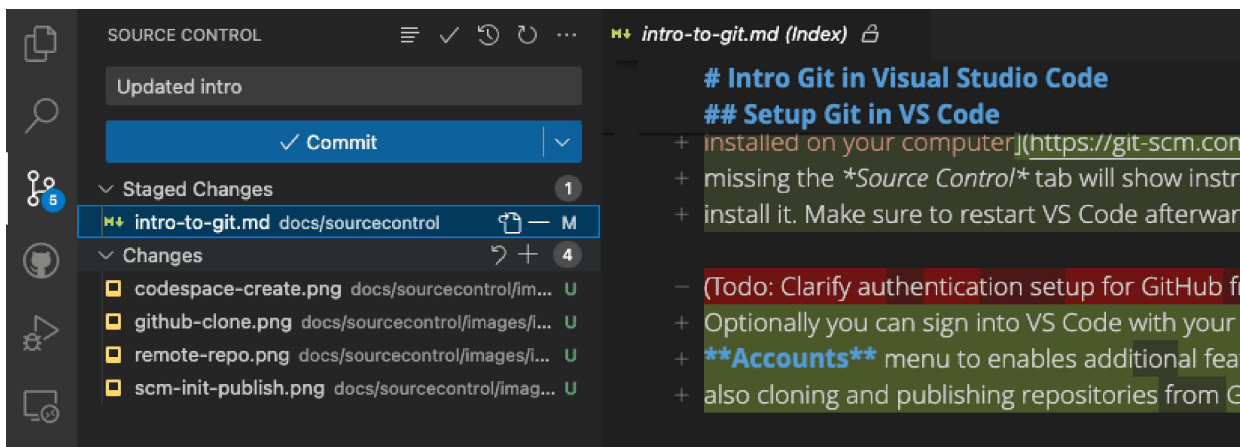 SOURCE CONTROL
Updated intro
Commit
Staged Changes 1
intro-to-git.md docs/sourcecontrol M
Changes 4
codespace-create.png docs/sourcecontrol/im... U
github-clone.png docs/sourcecontrol/images/i... U
remote-repo.png docs/sourcecontrol/images/i... U
scm-init-publish.png docs/sourcecontrol/imag... U
5
intro-to-git.md (Index)
# Intro Git in Visual Studio Code
## Setup Git in VS Code
+ installed on your computer](https://git-scm.com
+ missing the *Source Control* tab will show instr
+ install it. Make sure to restart VS Code afterwar
− (Todo: Clarify authentication setup for GitHub f
+ Optionally you can sign into VS Code with your
+ **Accounts** menu to enables additional fea
+ also cloning and publishing repositories from G